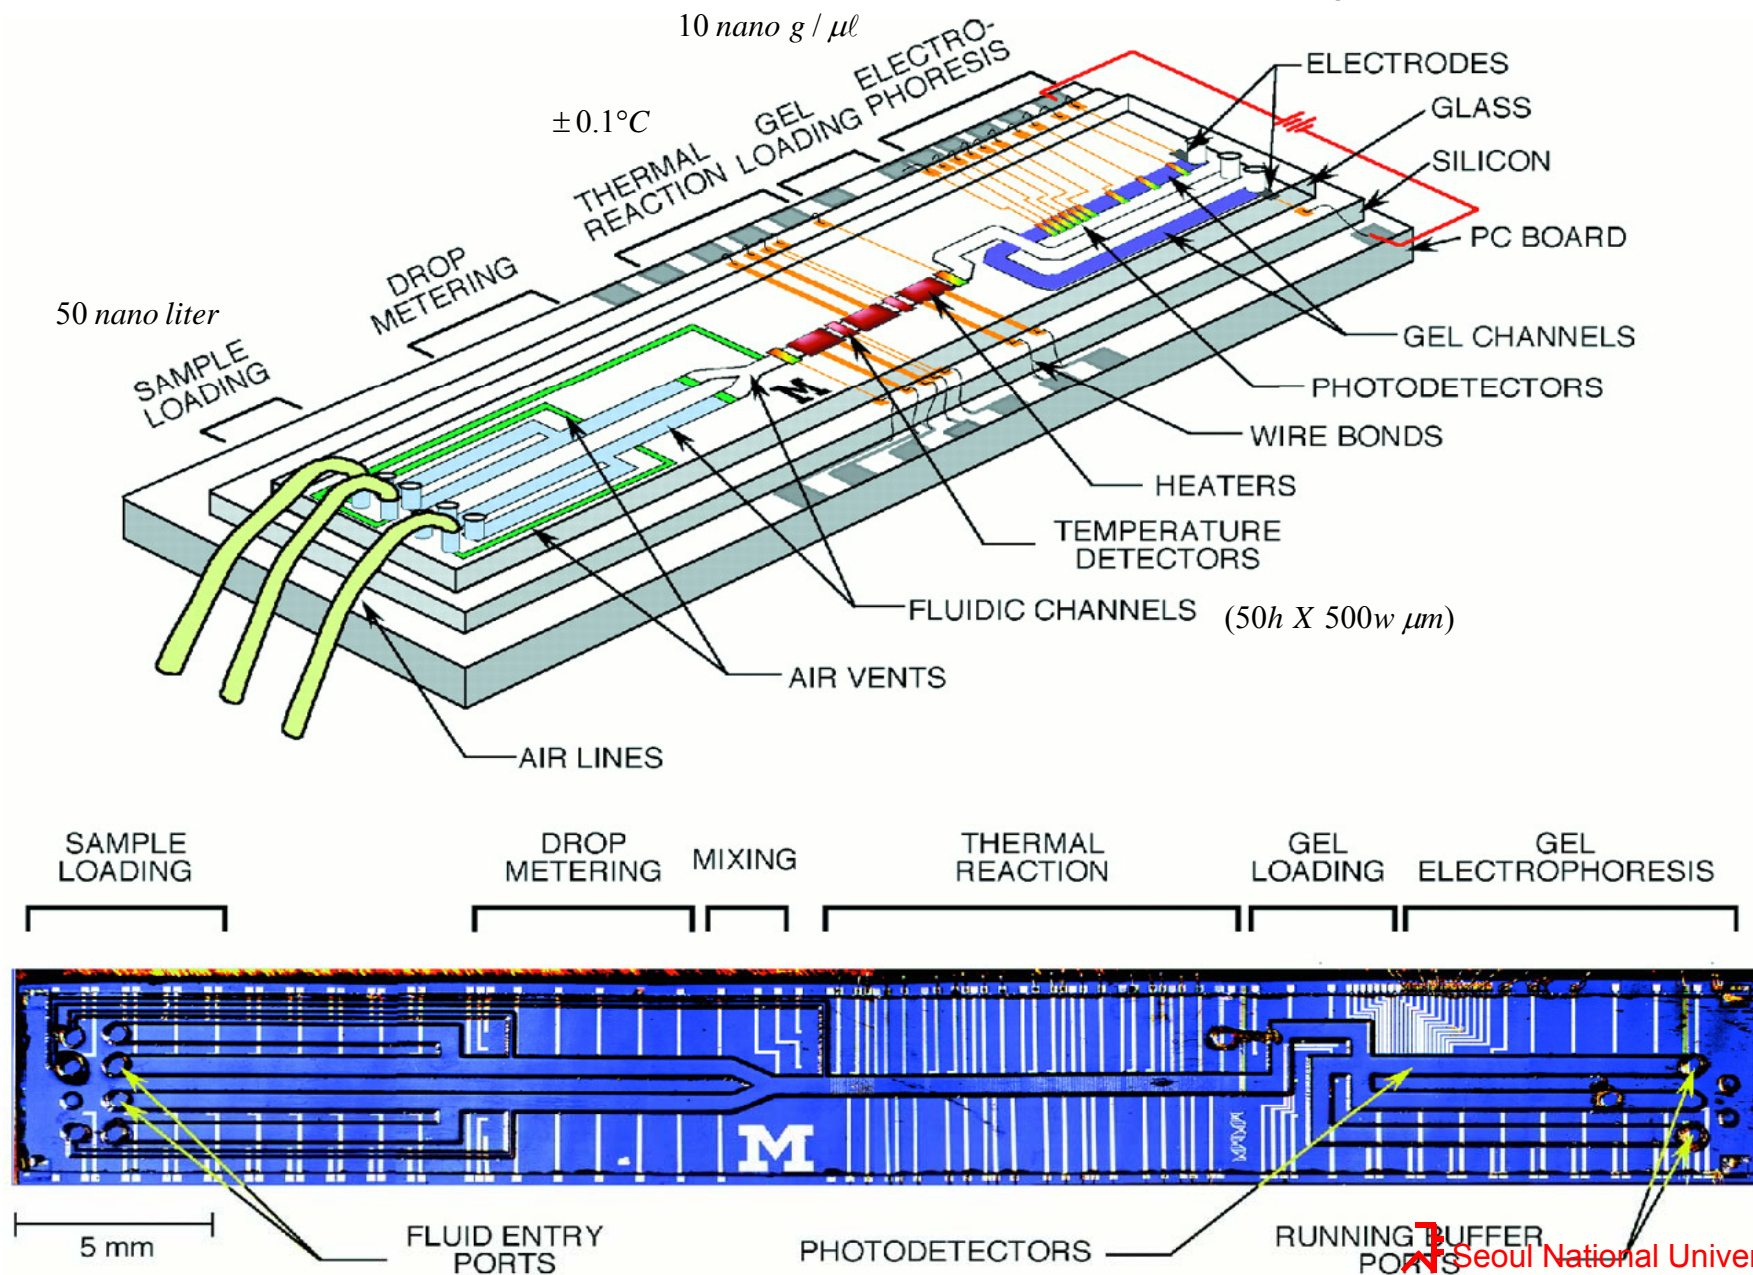 10 nano g / μℓ
ELECTRO-
PHORESIS
GEL
LOADING
± 0.1°C
THERMAL
REACTION
DROP
METERING
50 nano liter
SAMPLE
LOADING
ELECTRODES
GLASS
SILICON
PC BOARD
GEL CHANNELS
PHOTODETECTORS
WIRE BONDS
HEATERS
TEMPERATURE
DETECTORS
FLUIDIC CHANNELS
(50h X 500w μm)
AIR VENTS
AIR LINES
M
SAMPLE
LOADING
DROP
METERING
MIXING
THERMAL
REACTION
GEL
LOADING
GEL
ELECTROPHORESIS
M
5 mm
FLUID ENTRY
PORTS
PHOTODETECTORS
RUNNING BUFFER
PORTS
Seoul National Univer